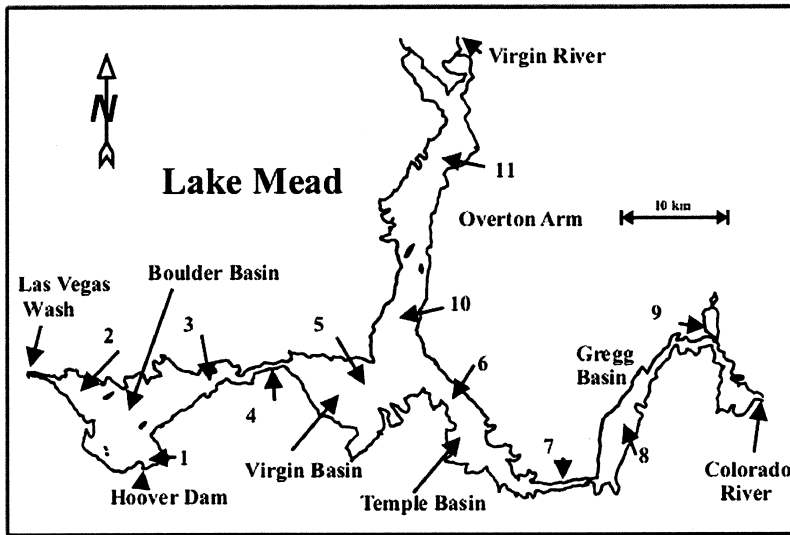 Virgin River
N
Lake Mead
11
Overton Arm
10 km
Boulder Basin
Las Vegas
Wash
2
3
5
10
9
6
Gregg
Basin
4
7
8
1
Virgin Basin
Hoover Dam
Temple Basin
Colorado
River